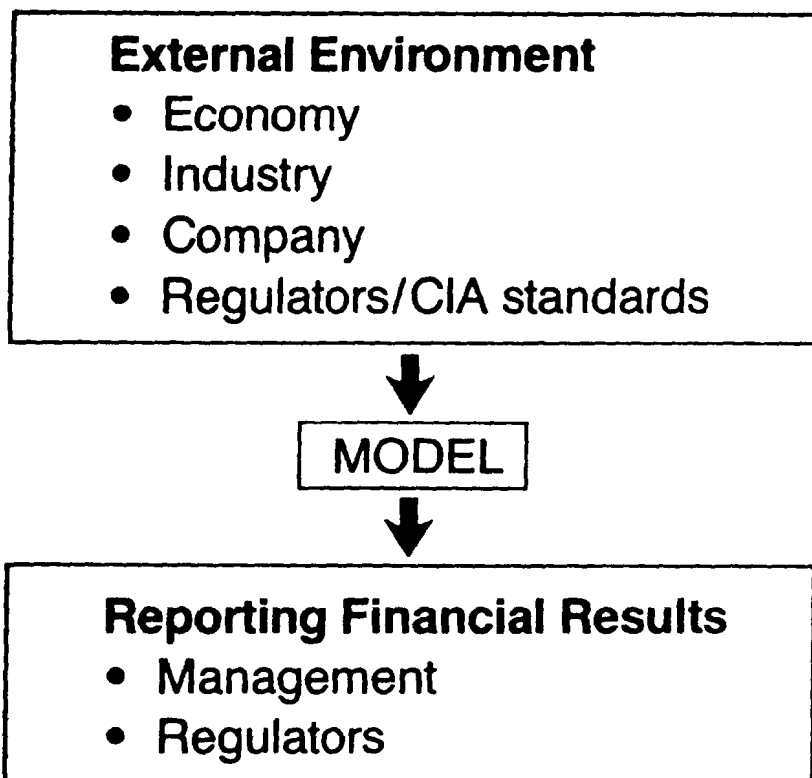 External Environment
• Economy
• Industry
• Company
• Regulators/CIA standards
MODEL
Reporting Financial Results
• Management
• Regulators